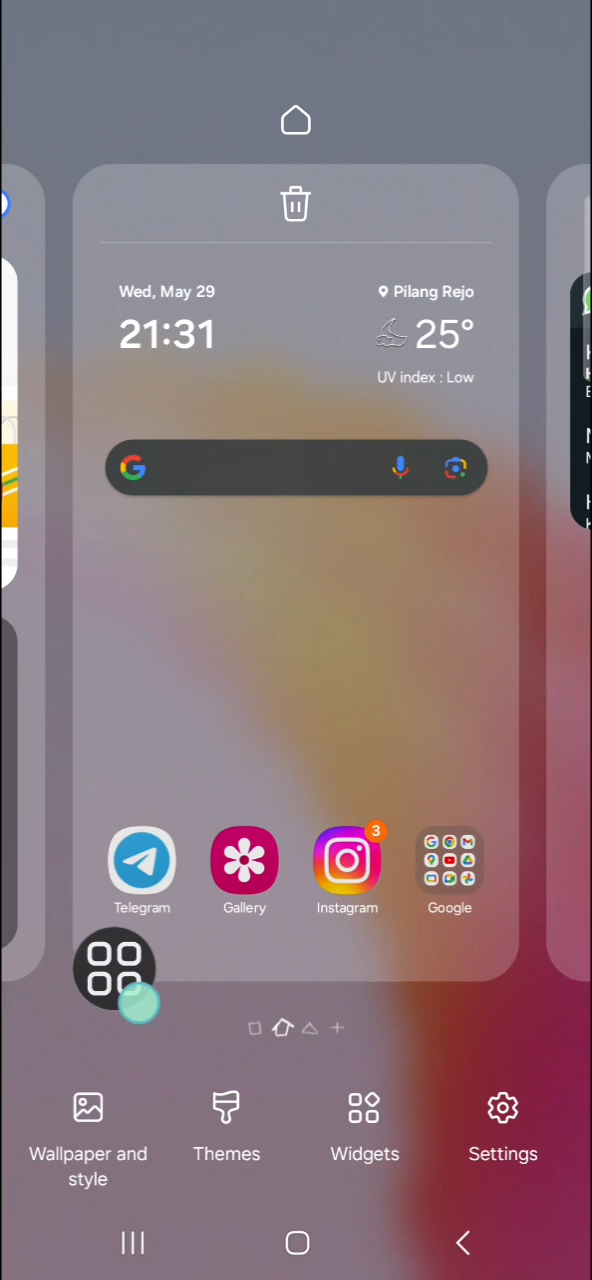 Wed, May 29
Pilang Rejo
21:31
25°
UV index : Low
3
Telegram
Gallery
Instagram
Google
Wallpaper and
style
Themes
Widgets
Settings